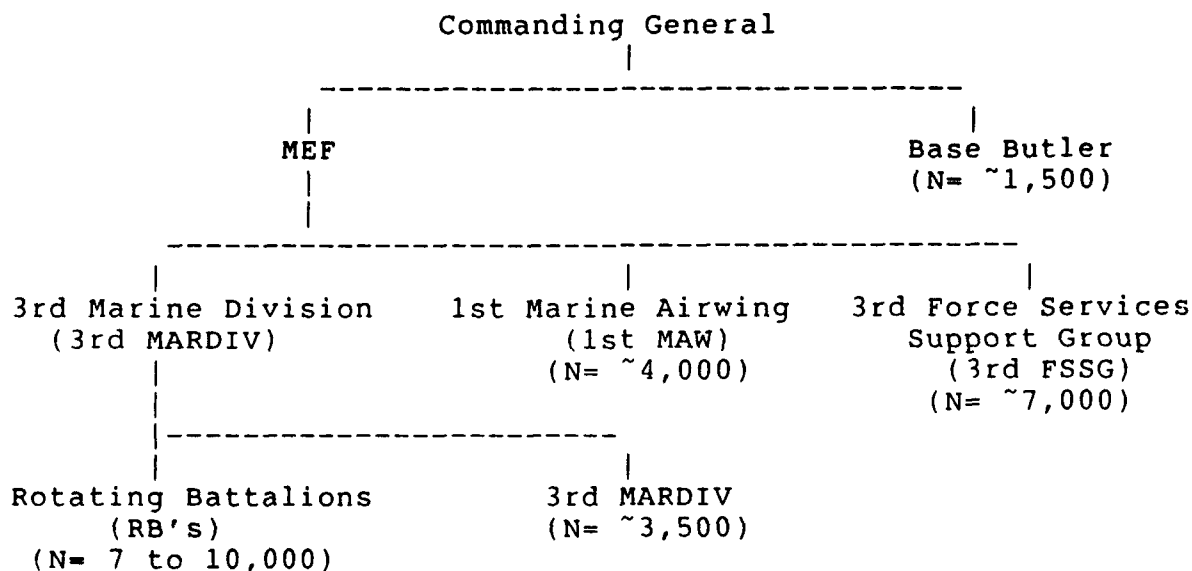 Commanding General
MEF
Base Butler
(N= ~1,500)
3rd Marine Division
(3rd MARDIV)
1st Marine Airwing
(1st MAW)
(N= ~4,000)
3rd Force Services
Support Group
(3rd FSSG)
(N= ~7,000)
Rotating Battalions
(RB's)
(N= 7 to 10,000)
3rd MARDIV
(N= ~3,500)